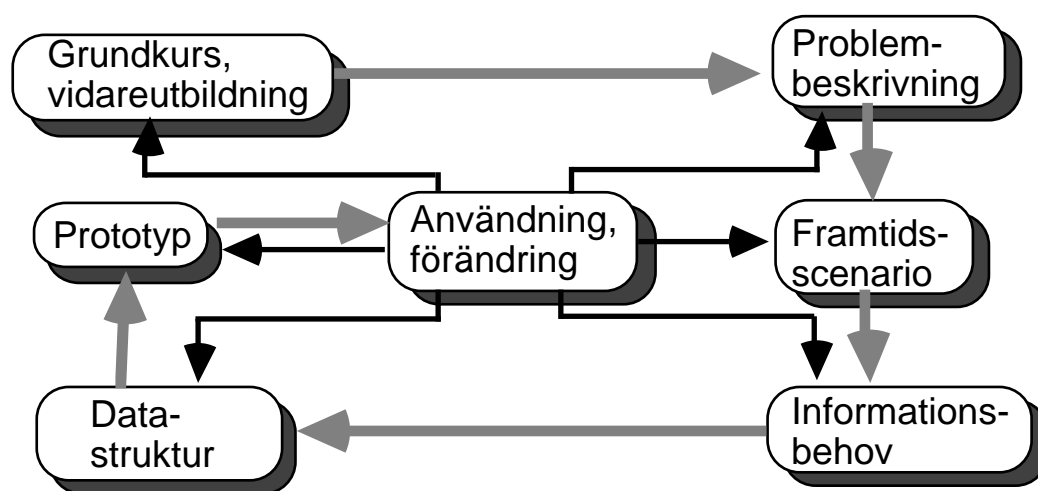 Grundkurs,
vidareutbildning
Problem-
beskrivning
Prototyp
Användning,
förändring
Framtids-
scenario
Data-
struktur
Informations-
behov